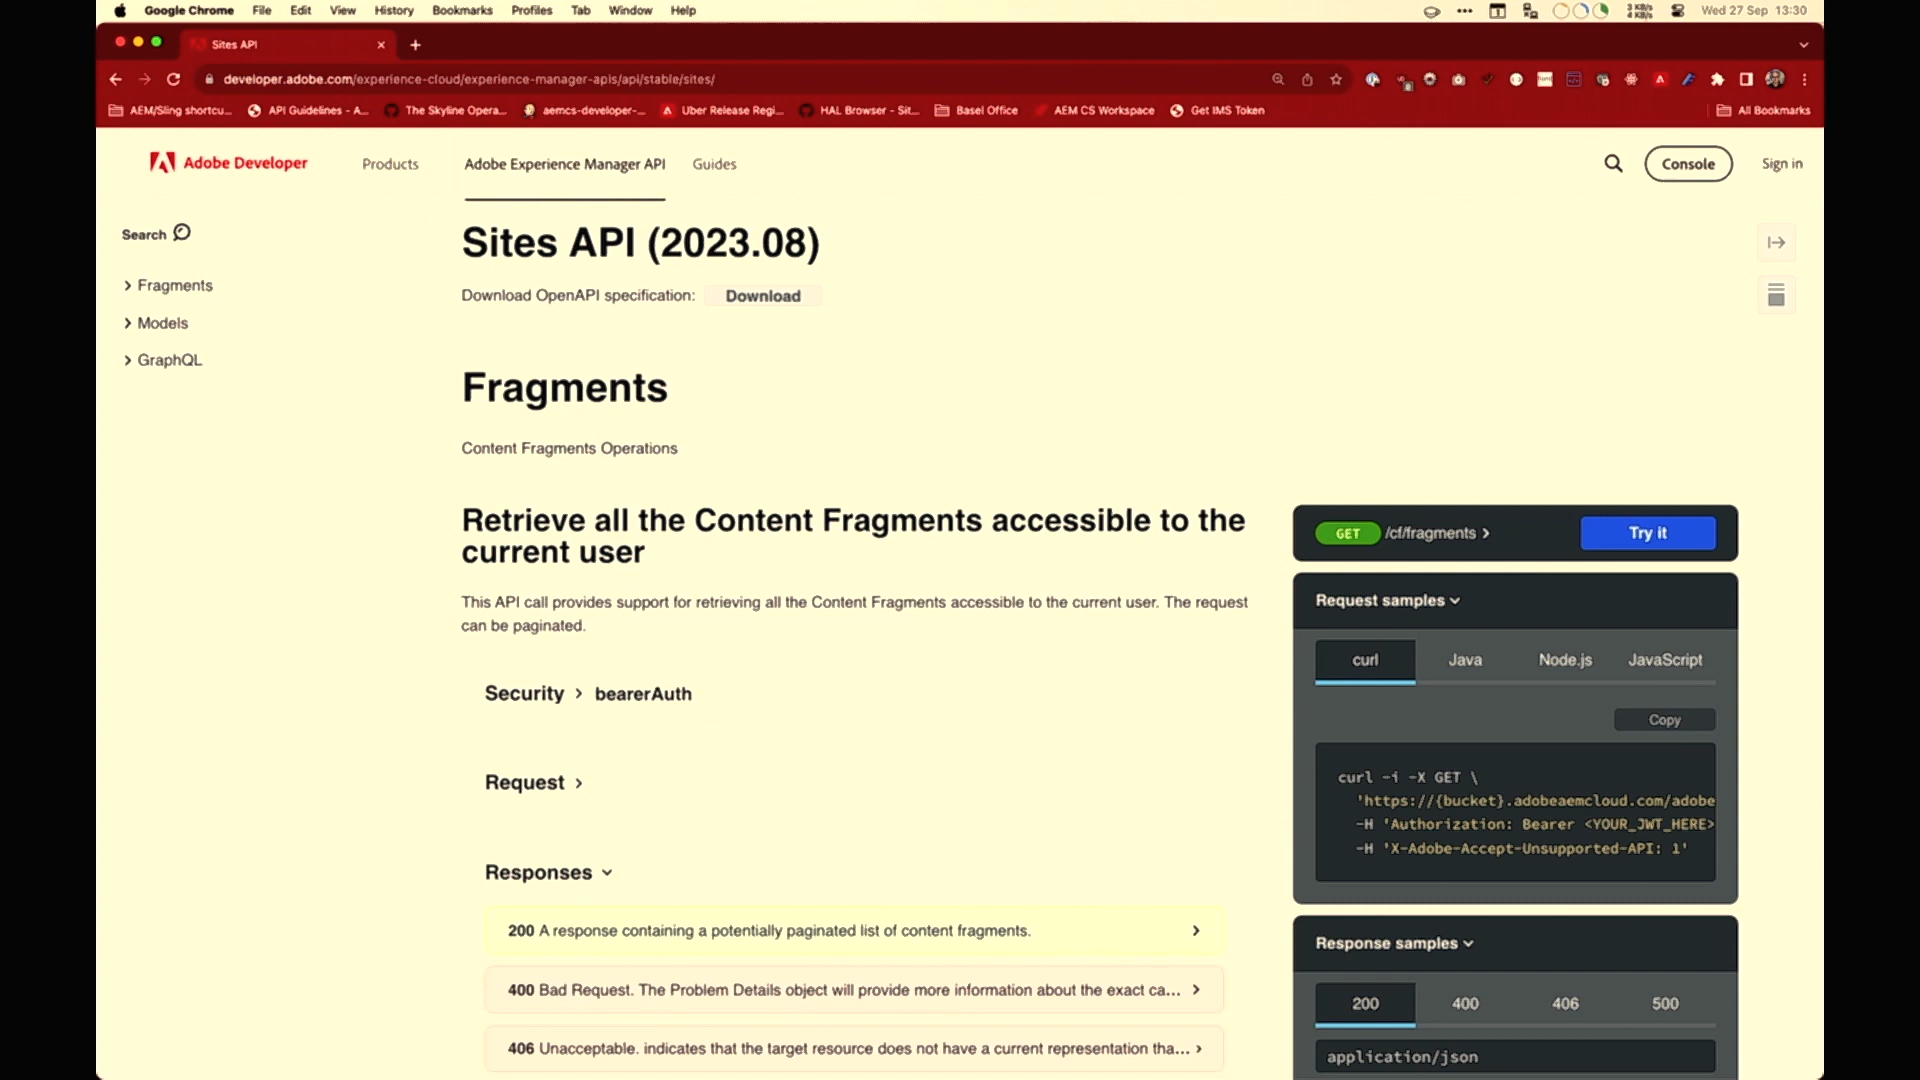 Google Chrome File Edit View History Bookmarks Profiles Tab Window Help
3 KB/s
4 KB/s
Wed 27 Sep 13:30
Sites API
developer.adobe.com/experience-cloud/experience-manager-apis/api/stable/sites/
AEM/Sling shortcu... API Guidelines - A... The Skyline Opera... aemcs-developer-... Uber Release Regi... HAL Browser - Sit... Basel Office AEM CS Workspace Get IMS Token All Bookmarks
Adobe Developer Products Adobe Experience Manager API Guides Console Sign in
Search
Fragments
Models
GraphQL
Sites API (2023.08)
Download OpenAPI specification: Download
Fragments
Content Fragments Operations
Retrieve all the Content Fragments accessible to the
current user
This API call provides support for retrieving all the Content Fragments accessible to the current user. The request
can be paginated.
Security > bearerAuth
Request >
Responses
200 A response containing a potentially paginated list of content fragments.
400 Bad Request. The Problem Details object will provide more information about the exact ca...
406 Unacceptable. indicates that the target resource does not have a current representation tha...
GET /cf/fragments > Try it
Request samples
curl Java Node.js JavaScript
Copy
curl -i -X GET \
'https://{bucket}.adobeaemcloud.com/adobe
-H 'Authorization: Bearer <YOUR_JWT_HERE>
-H 'X-Adobe-Accept-Unsupported-API: 1'
Response samples
200 400 406 500
application/json